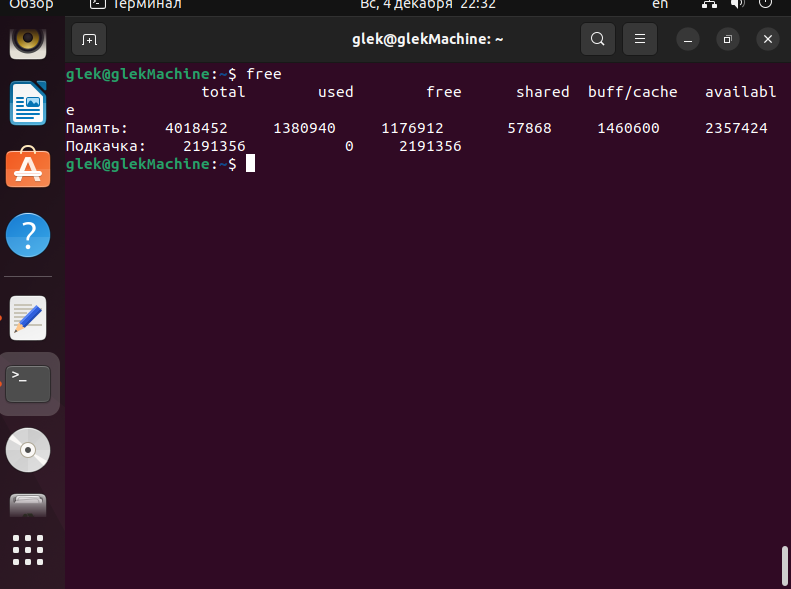 Обзор Терминал Вс, 4 декабря 22:32 en
glek@glekMachine: ~
glek@glekMachine:~$ free
total used free shared buff/cache availabl
e
Память: 4018452 1380940 1176912 57868 1460600 2357424
Подкачка: 2191356 0 2191356
glek@glekMachine:~$